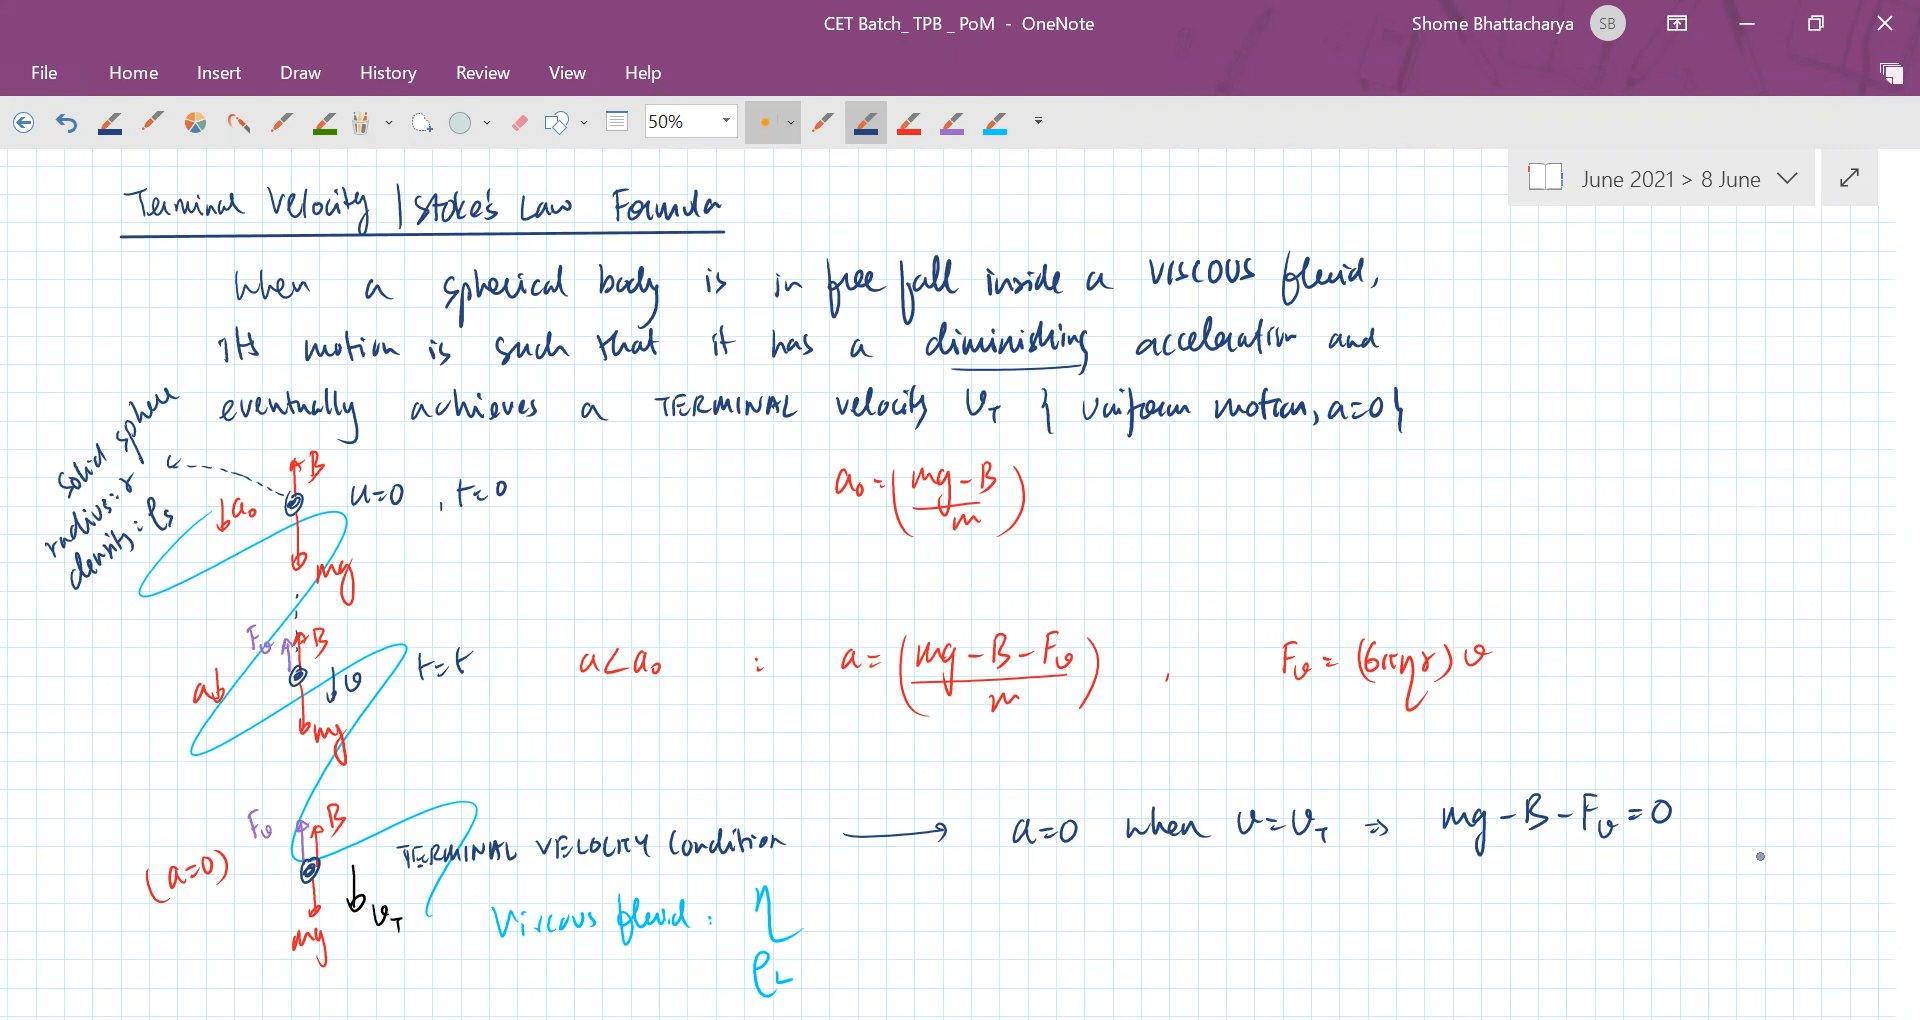 CET Batch_ TPB _ PoM - OneNote
Shome Bhattacharya SB
File Home Insert Draw History Review View Help
50%
June 2021 > 8 June
Terminal Velocity | Stoke's Law Formula
When a spherical body is in free fall inside a VISCOUS fluid,
its motion is such that it has a diminishing acceleration and
eventually achieves a TERMINAL velocity v_T { uniform motion, a=0}
solid sphere
radius: r
density: ρs
B
a₀
u=0, t=0
mg
a₀ = (mg - B / m)
Fv
B
a
v
t=t
mg
a < a₀ : a = (mg - B - Fv / m) , Fv = (6πηr) v
Fv
B
(a=0)
v_T
mg
TERMINAL VELOCITY Condition → a=0 when v=v_T ⇒ mg - B - Fv = 0
Viscous fluid : η
ρL